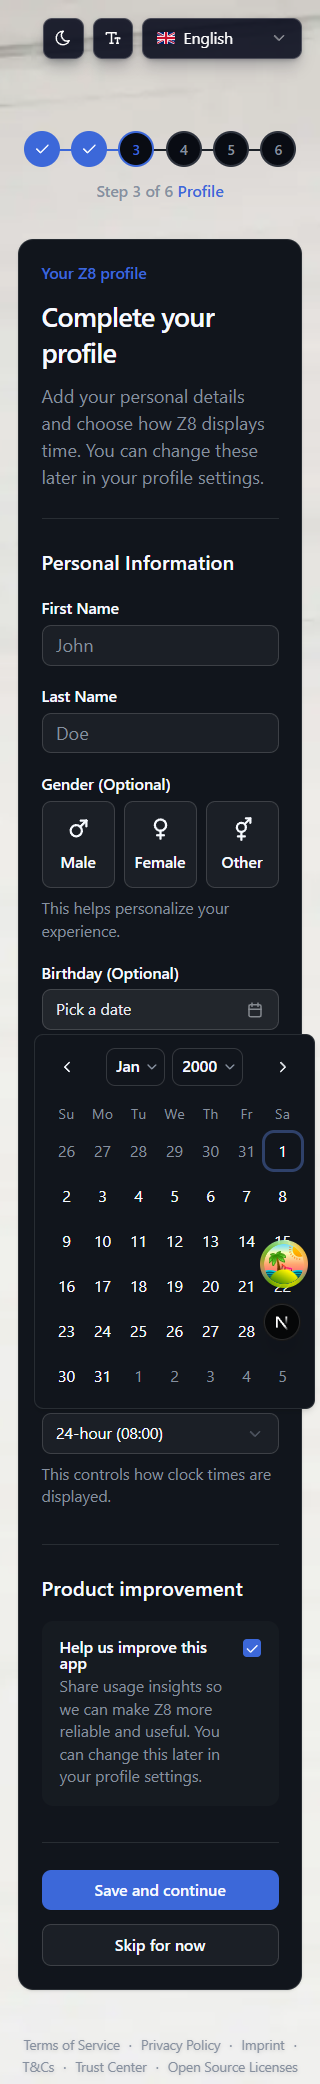 English
3 4 5 6
Step 3 of 6 Profile
Your Z8 profile
Complete your
profile
Add your personal details
and choose how Z8 displays
time. You can change these
later in your profile settings.
Personal Information
First Name
John
Last Name
Doe
Gender (Optional)
Male Female Other
This helps personalize your
experience.
Birthday (Optional)
Pick a date
Jan 2000
Su Mo Tu We Th Fr Sa
26 27 28 29 30 31 1
2 3 4 5 6 7 8
9 10 11 12 13 14 15
16 17 18 19 20 21 22
23 24 25 26 27 28
30 31 1 2 3 4 5
24-hour (08:00)
This controls how clock times are
displayed.
Product improvement
Help us improve this
app
Share usage insights so
we can make Z8 more
reliable and useful. You
can change this later in
your profile settings.
Save and continue
Skip for now
Terms of Service · Privacy Policy · Imprint ·
T&Cs · Trust Center · Open Source Licenses